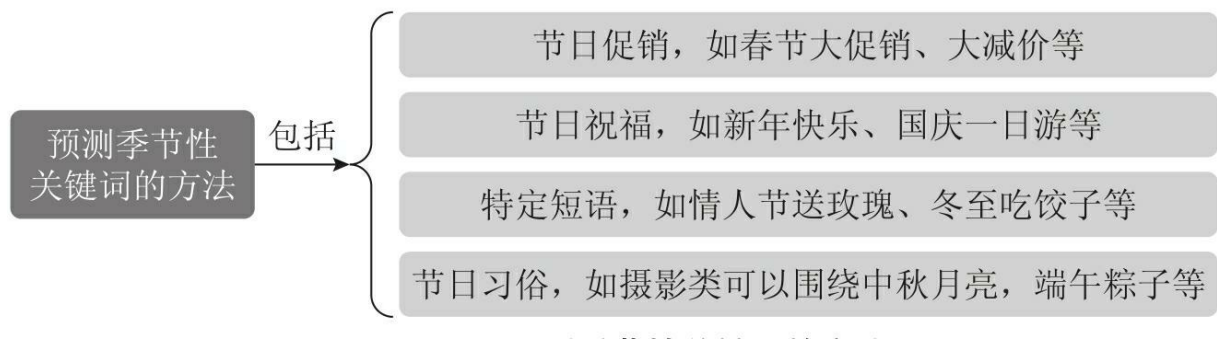 节日促销，如春节大促销、大减价等
节日祝福，如新年快乐、国庆一日游等
预测季节性
关键词的方法
包括
特定短语，如情人节送玫瑰、冬至吃饺子等
节日习俗，如摄影类可以围绕中秋月亮，端午粽子等